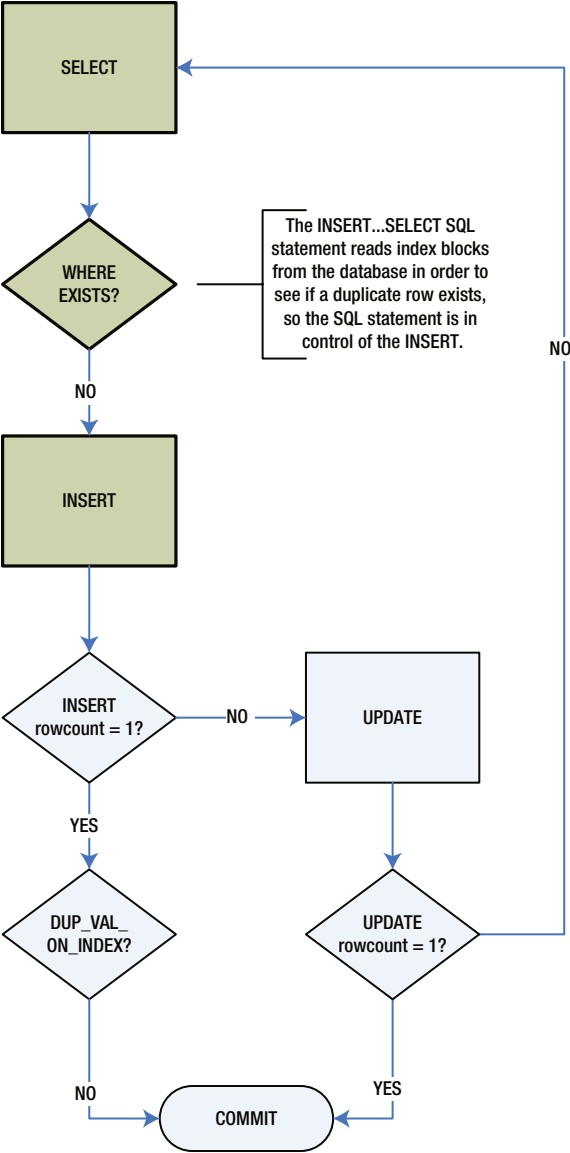 SELECT
WHERE
EXISTS?
The INSERT...SELECT SQL
statement reads index blocks
from the database in order to
see if a duplicate row exists,
so the SQL statement is in
control of the INSERT.
NO
NO
INSERT
INSERT
rowcount = 1?
NO
UPDATE
YES
DUP_VAL_
ON_INDEX?
UPDATE
rowcount = 1?
NO
YES
COMMIT